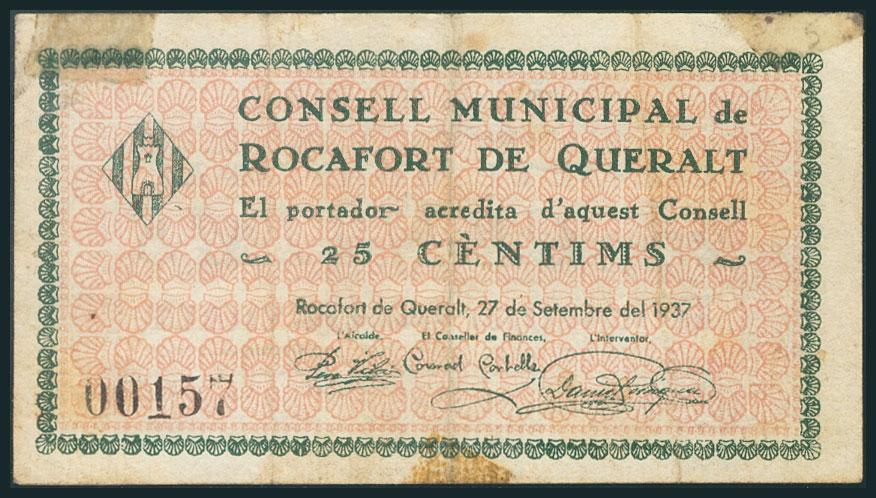 CONSELL MUNICIPAL de
ROCAFORT DE QUERALT
El portador acredita d'aquest Consell
~ 25 CÈNTIMS ~
Rocafort de Queralt, 27 de Setembre del 1937
L'Alcalde, El Conseller de Finances, L'Interventor,
Conrad
00157